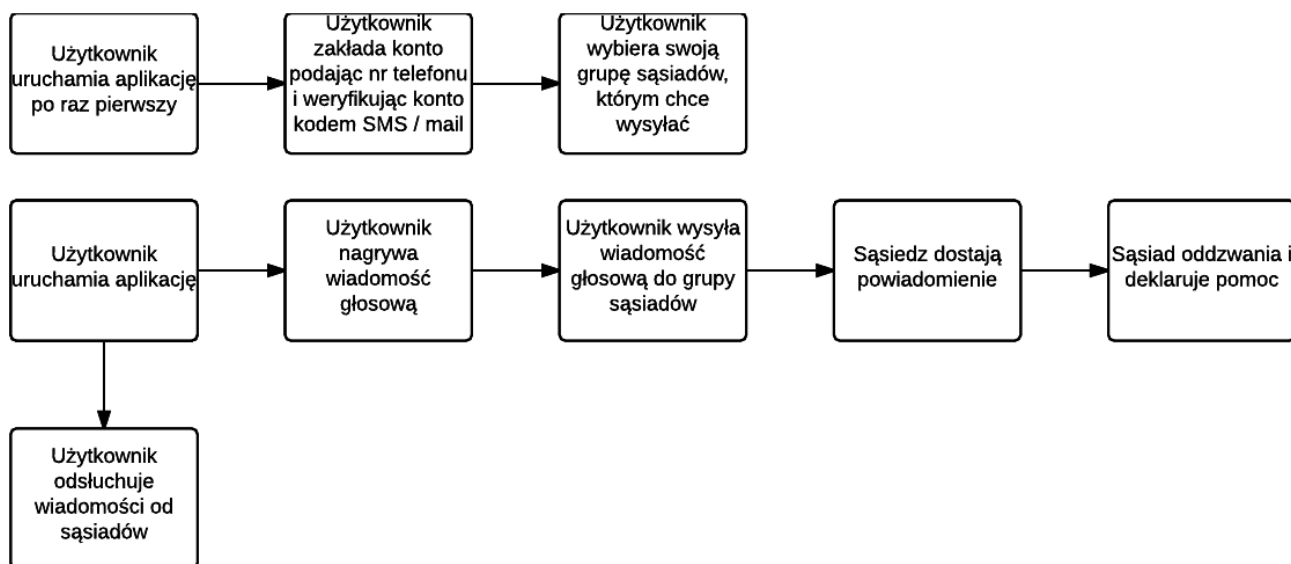 Użytkownik
uruchamia aplikację
po raz pierwszy
Użytkownik
zakłada konto
podając nr telefonu
i weryfikując konto
kodem SMS / mail
Użytkownik
wybiera swoją
grupę sąsiadów,
którym chce
wysyłać
Użytkownik
uruchamia aplikację
Użytkownik
nagrywa
wiadomość
głosową
Użytkownik wysyła
wiadomość
głosową do grupy
sąsiadów
Sąsiedz dostają
powiadomienie
Sąsiad oddzwania i
deklaruje pomoc
Użytkownik
odsłuchuje
wiadomości od
sąsiadów